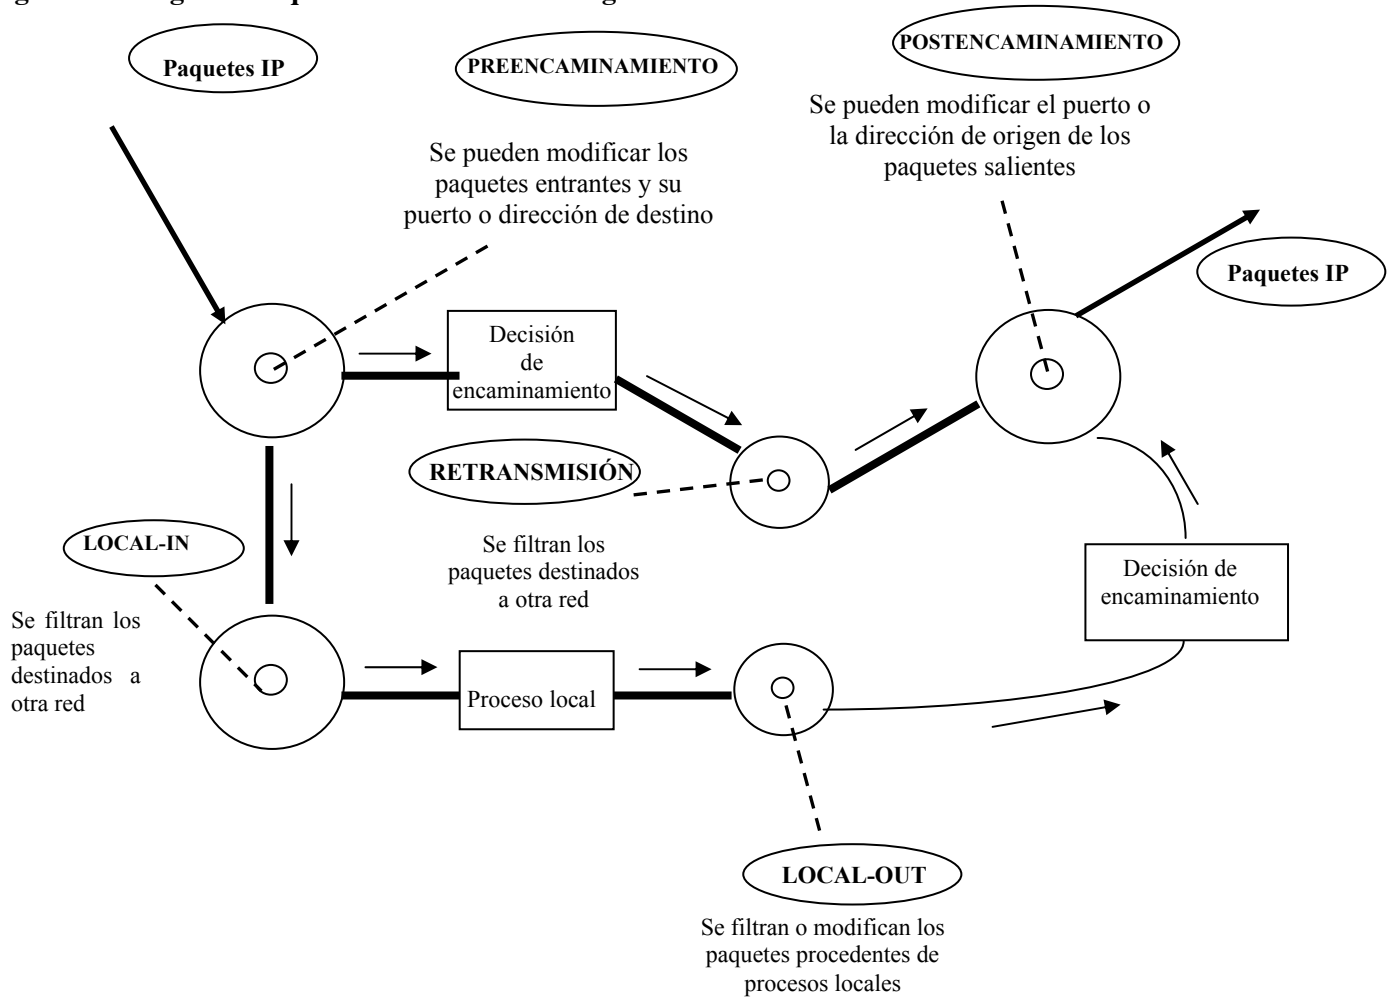 Paquetes IP
PREENCAMINAMIENTO
POSTENCAMINAMIENTO
Se pueden modificar el puerto o
la dirección de origen de los
paquetes salientes
Se pueden modificar los
paquetes entrantes y su
puerto o dirección de destino
Paquetes IP
Decisión
de
encaminamiento
RETRANSMISIÓN
Se filtran los
paquetes destinados
a otra red
LOCAL-IN
Se filtran los
paquetes
destinados a
otra red
Decisión de
encaminamiento
Proceso local
LOCAL-OUT
Se filtran o modifican los
paquetes procedentes de
procesos locales